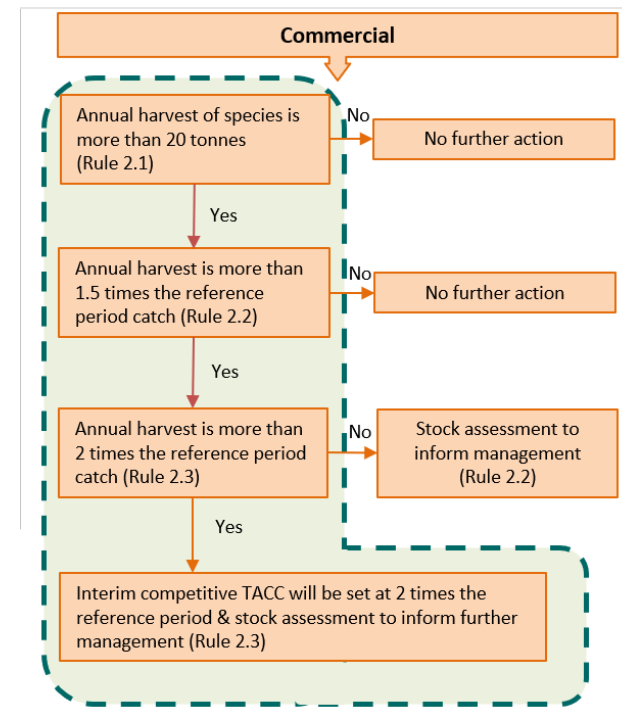 Commercial
Annual harvest of species is
more than 20 tonnes
(Rule 2.1)
No
No further action
Yes
Annual harvest is more than
1.5 times the reference
period catch (Rule 2.2)
No
No further action
Yes
Annual harvest is more than
2 times the reference period
catch (Rule 2.3)
No
Stock assessment to
inform management
(Rule 2.2)
Yes
Interim competitive TACC will be set at 2 times the
reference period & stock assessment to inform further
management (Rule 2.3)